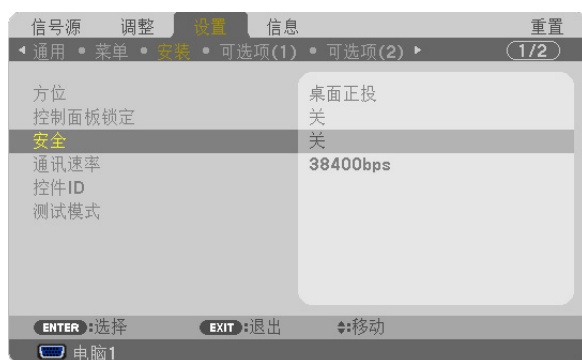 信号源 调整 设置 信息 重置
通用 • 菜单 • 安装 • 可选项(1) • 可选项(2) 1/2
方位 桌面正投
控制面板锁定 关
安全 关
通讯速率 38400bps
控件ID
测试模式
ENTER:选择 EXIT:退出 :移动
电脑1